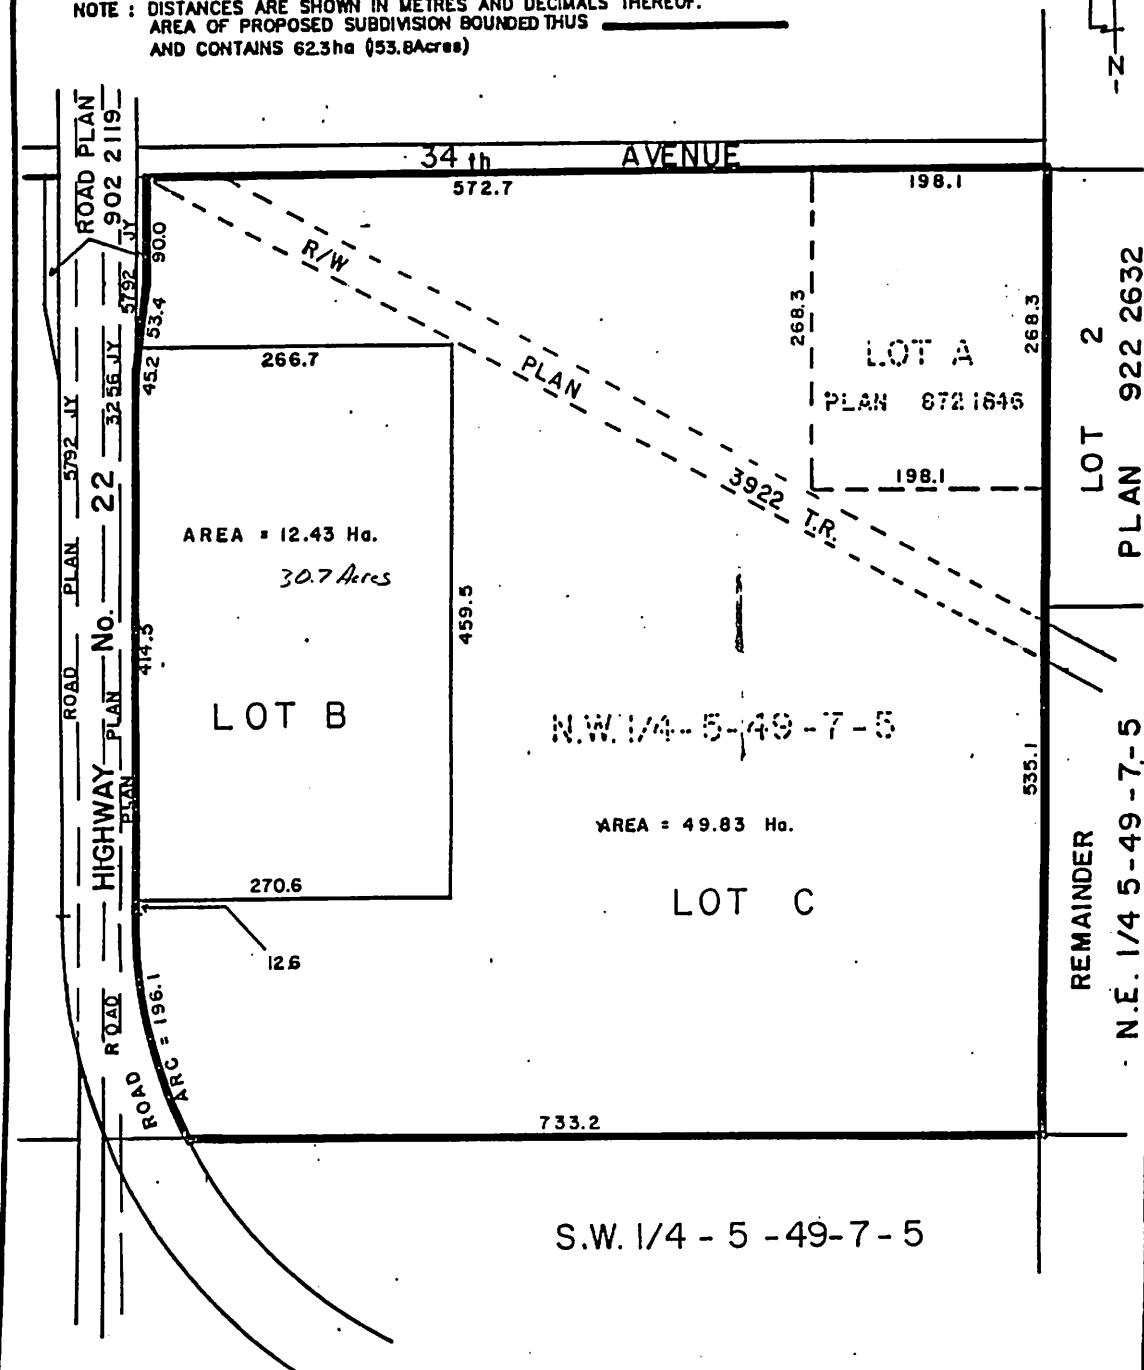 NOTE : DISTANCES ARE SHOWN IN METRES AND DECIMALS THEREOF.
AREA OF PROPOSED SUBDIVISION BOUNDED THUS
AND CONTAINS 62.3ha (153.8Acres)
N
34 th AVENUE
572.7
198.1
ROAD PLAN
902 2119
5792 JY
90.0
53.4
45.2
R/W
PLAN
3922 T.R.
268.3
268.3
LOT A
PLAN 872 1846
198.1
LOT 2
PLAN 922 2632
266.7
AREA = 12.43 Ha.
30.7 Acres
459.5
LOT B
414.5
270.6
12.6
ROAD PLAN 5792 JY
HIGHWAY No. 22
ROAD PLAN 3256 JY
PLAN
N.W. 1/4 - 5 - 49 - 7 - 5
AREA = 49.83 Ha.
LOT C
535.1
REMAINDER
N.E. 1/4 5-49-7-5
ARC = 196.1
ROAD
733.2
S.W. 1/4 - 5 - 49 - 7 - 5